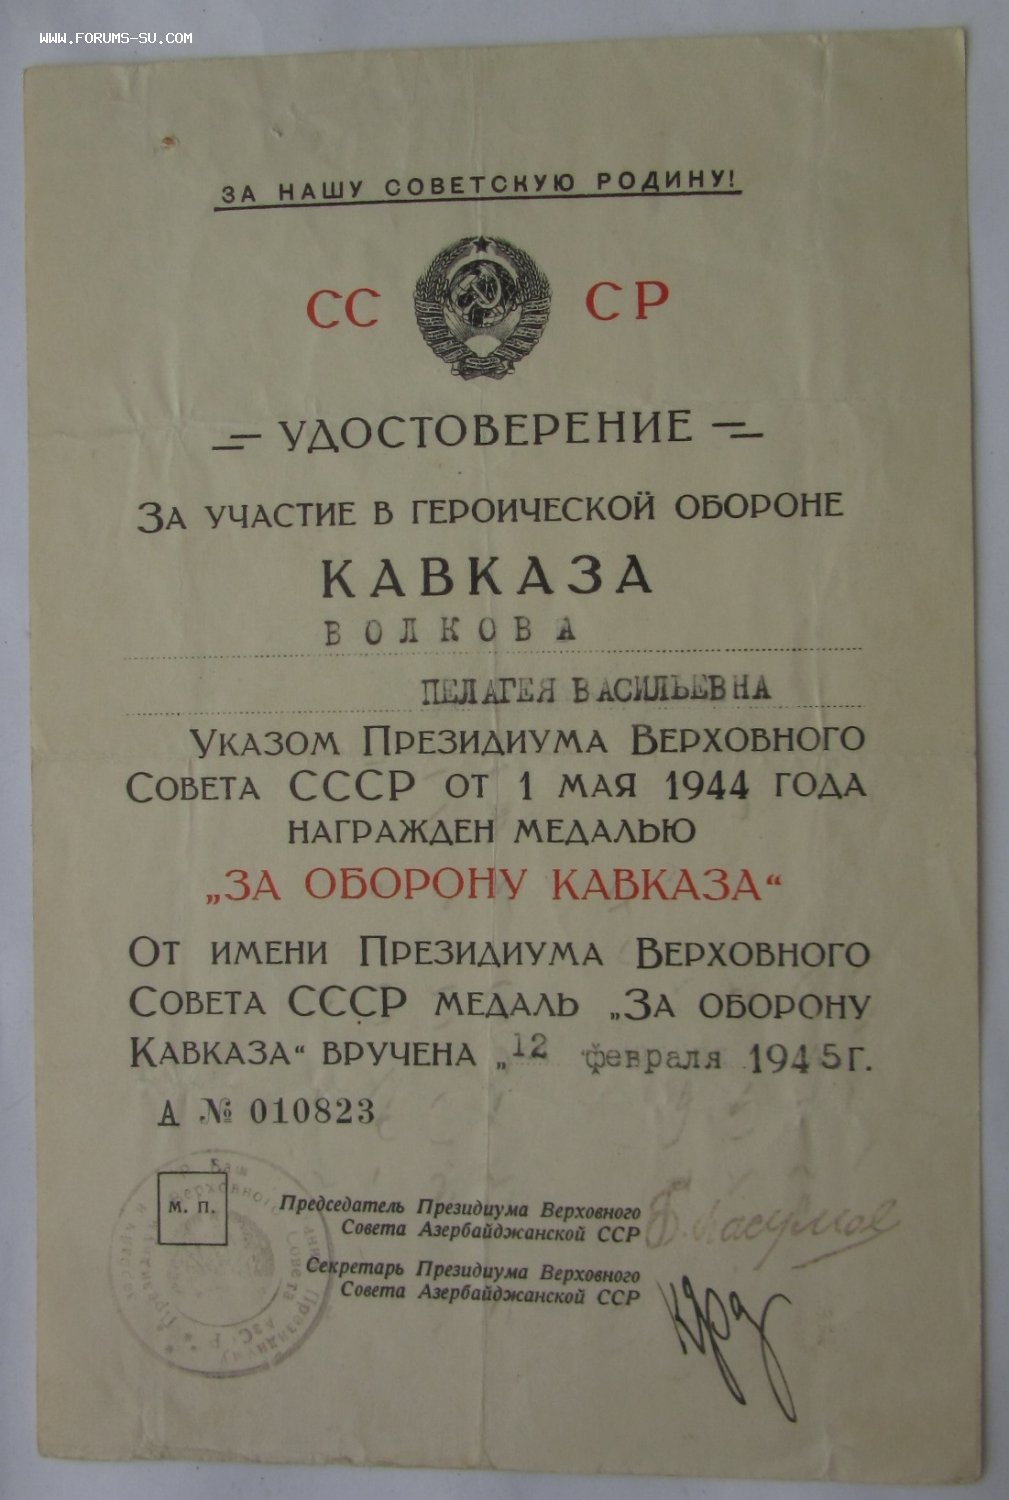 WWW.FORUMS-SU.COM
ЗА НАШУ СОВЕТСКУЮ РОДИНУ!
СС СР
УДОСТОВЕРЕНИЕ
ЗА УЧАСТИЕ В ГЕРОИЧЕСКОЙ ОБОРОНЕ
КАВКАЗА
ВОЛКОВА
ПЕЛАГЕЯ ВАСИЛЬЕВНА
УКАЗОМ ПРЕЗИДИУМА ВЕРХОВНОГО
СОВЕТА СССР ОТ 1 МАЯ 1944 ГОДА
НАГРАЖДЕН МЕДАЛЬЮ
„ЗА ОБОРОНУ КАВКАЗА“
ОТ ИМЕНИ ПРЕЗИДИУМА ВЕРХОВНОГО
СОВЕТА СССР МЕДАЛЬ „ЗА ОБОРОНУ
КАВКАЗА“ ВРУЧЕНА „12 февраля 1945 Г.
А № 010823
М. П.
Председатель Президиума Верховного
Совета Азербайджанской ССР
Секретарь Президиума Верховного
Совета Азербайджанской ССР